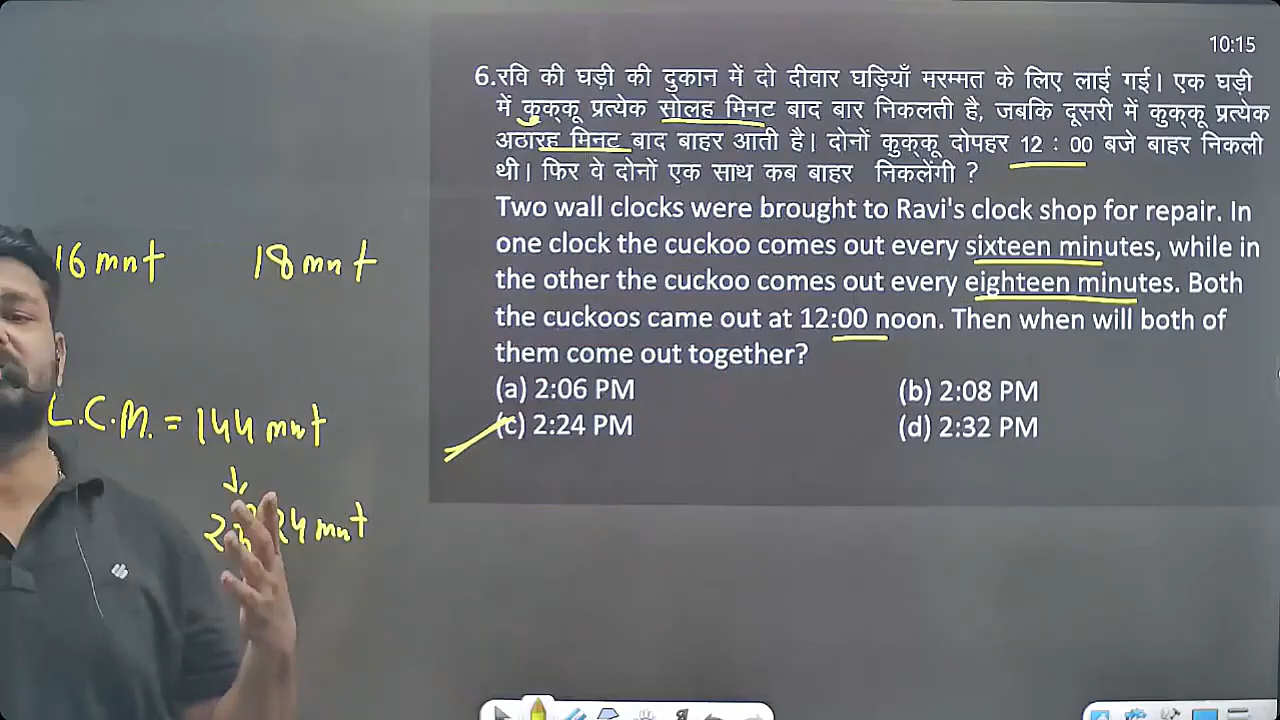 10:15
6.रवि की घड़ी की दुकान में दो दीवार घड़ियाँ मरम्मत के लिए लाई गई। एक घड़ी
में कुक्कू प्रत्येक सोलह मिनट बाद बार निकलती है, जबकि दूसरी में कुक्कू प्रत्येक
अठारह मिनट बाद बाहर आती है। दोनों कुक्कू दोपहर 12 : 00 बजे बाहर निकली
थी। फिर वे दोनों एक साथ कब बाहर निकलेंगी ?
Two wall clocks were brought to Ravi's clock shop for repair. In
one clock the cuckoo comes out every sixteen minutes, while in
the other the cuckoo comes out every eighteen minutes. Both
the cuckoos came out at 12:00 noon. Then when will both of
them come out together?
(a) 2:06 PM (b) 2:08 PM
(c) 2:24 PM (d) 2:32 PM
16 mnt 18 mnt
L.C.M. = 144 mnt
24 mnt